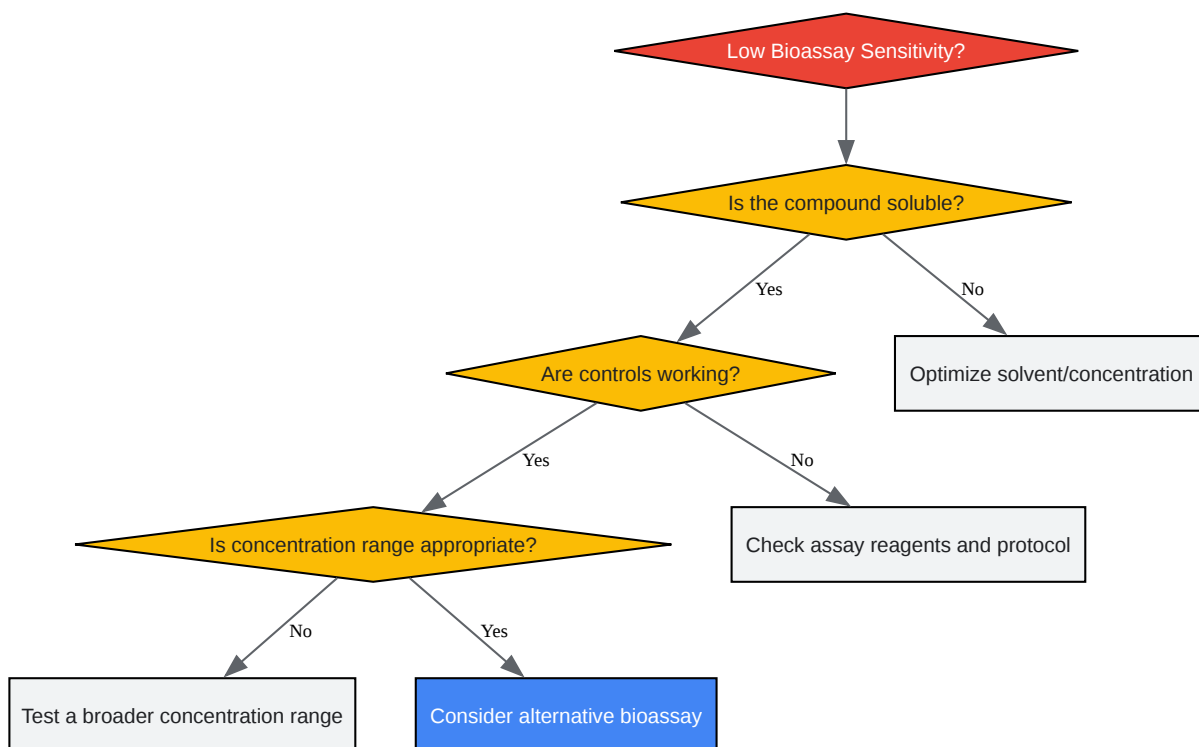 Low Bioassay Sensitivity?
Is the compound soluble?
Yes
No
Are controls working?
Optimize solvent/concentration
Yes
No
Is concentration range appropriate?
Check assay reagents and protocol
No
Yes
Test a broader concentration range
Consider alternative bioassay